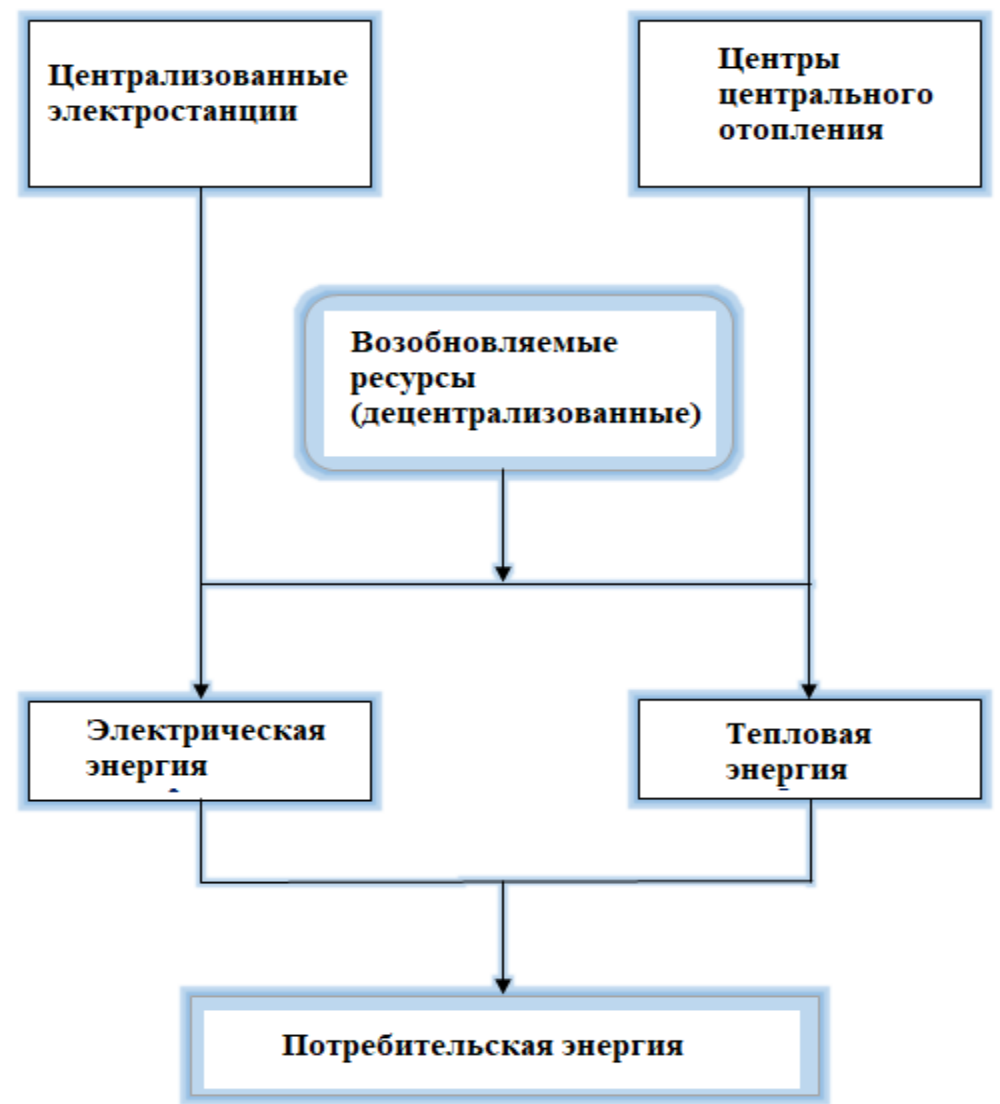 Централизованные
электростанции
Центры
центрального
отопления
Возобновляемые
ресурсы
(децентрализованные)
Электрическая
энергия
Тепловая
энергия
Потребительская энергия